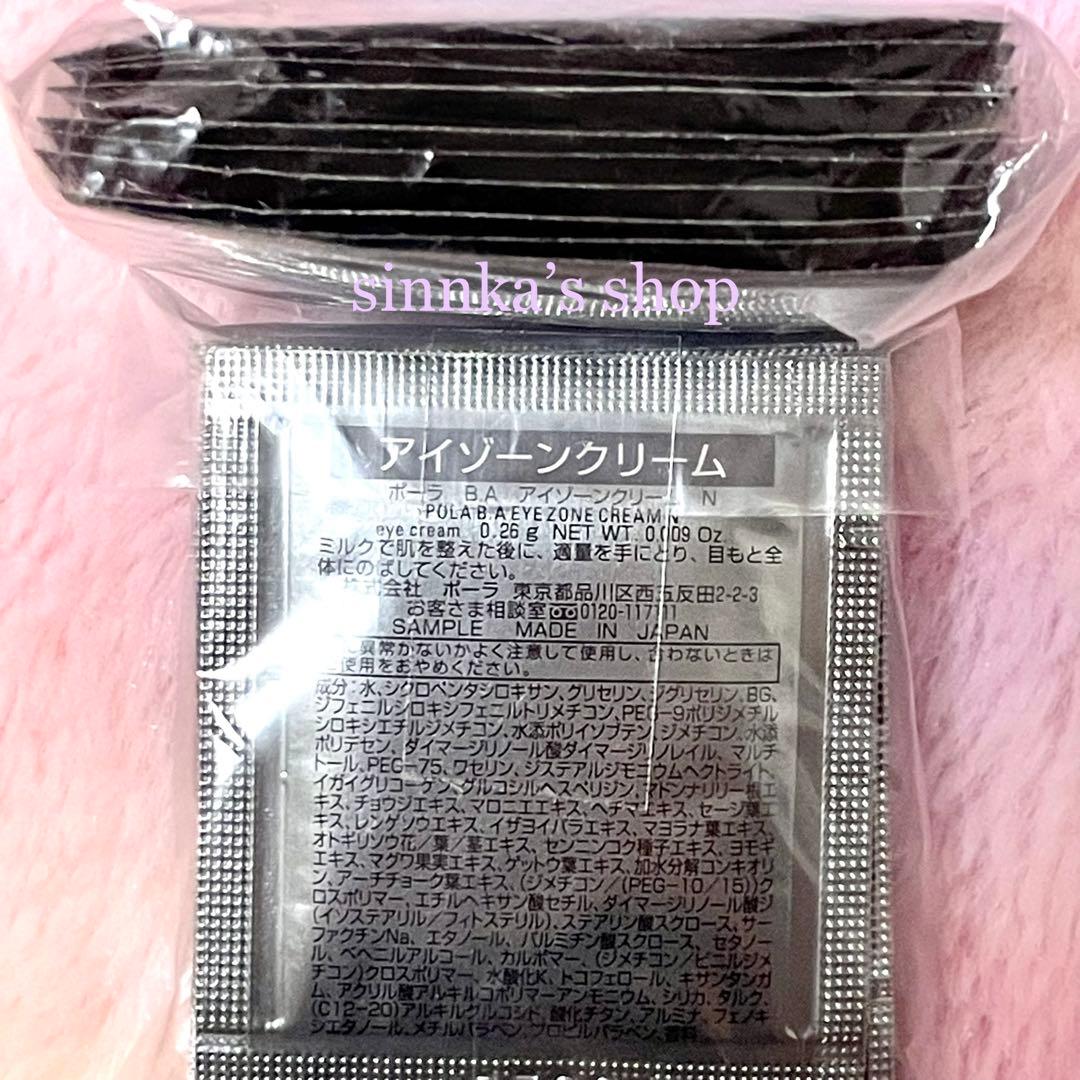 sinnka's shop
アイゾーンクリーム
ポーラ B.A アイゾーンクリーム N
POLA B.A EYEZONE CREAM N
eye cream 0.26 g NET WT. 0.009 Oz
ミルクで肌を整えた後に、適量を手にとり、目もと全
体にのばしてください。
株式会社 ポーラ 東京都品川区西五反田2-2-3
お客さま相談室 0120-117111
SAMPLE MADE IN JAPAN
に異常がないかよく注意して使用し、合わないときは
ご使用をおやめください。
成分:水、シクロペンタシロキサン、グリセリン、ジグリセリン、BG、
ジフェニルシロキシフェニルトリメチコン、PEG-9ポリジメチル
シロキシエチルジメチコン、水添ポリイソブテン、ジメチコン、水添
ポリデセン、ダイマージリノール酸ダイマージリノレイル、マルチ
トール、PEG-75、ワセリン、ジステアルジモニウムヘクトライト、
イガイグリコーゲン、グルコシルヘスペリジン、マドンナリリー根エ
キス、チョウジエキス、マロニエエキス、ヘチマエキス、セージ葉エ
キス、レンゲソウエキス、イザヨイバラエキス、マヨラナ葉エキス、
オトギリソウ花/葉/茎エキス、センニンコク種子エキス、ヨモギ
エキス、マグワ果実エキス、ゲットウ葉エキス、加水分解コンキオリ
ン、アーチチョーク葉エキス、(ジメチコン/(PEG-10/15))ク
ロスポリマー、エチルヘキサン酸セチル、ダイマージリノール酸ジ
(イソステアリル/フィトステリル)、ステアリン酸スクロース、サー
ファクチンNa、エタノール、パルミチン酸スクロース、セタノー
ル、ベヘニルアルコール、カルボマー、(ジメチコン/ビニルジメ
チコン)クロスポリマー、水酸化K、トコフェロール、キサンタンガ
ム、アクリル酸アルキルコポリマーアンモニウム、シリカ、タルク、
(C12-20)アルキルグルコシド、酸化チタン、アルミナ、フェノキ
シエタノール、メチルパラベン、プロピルパラベン、香料